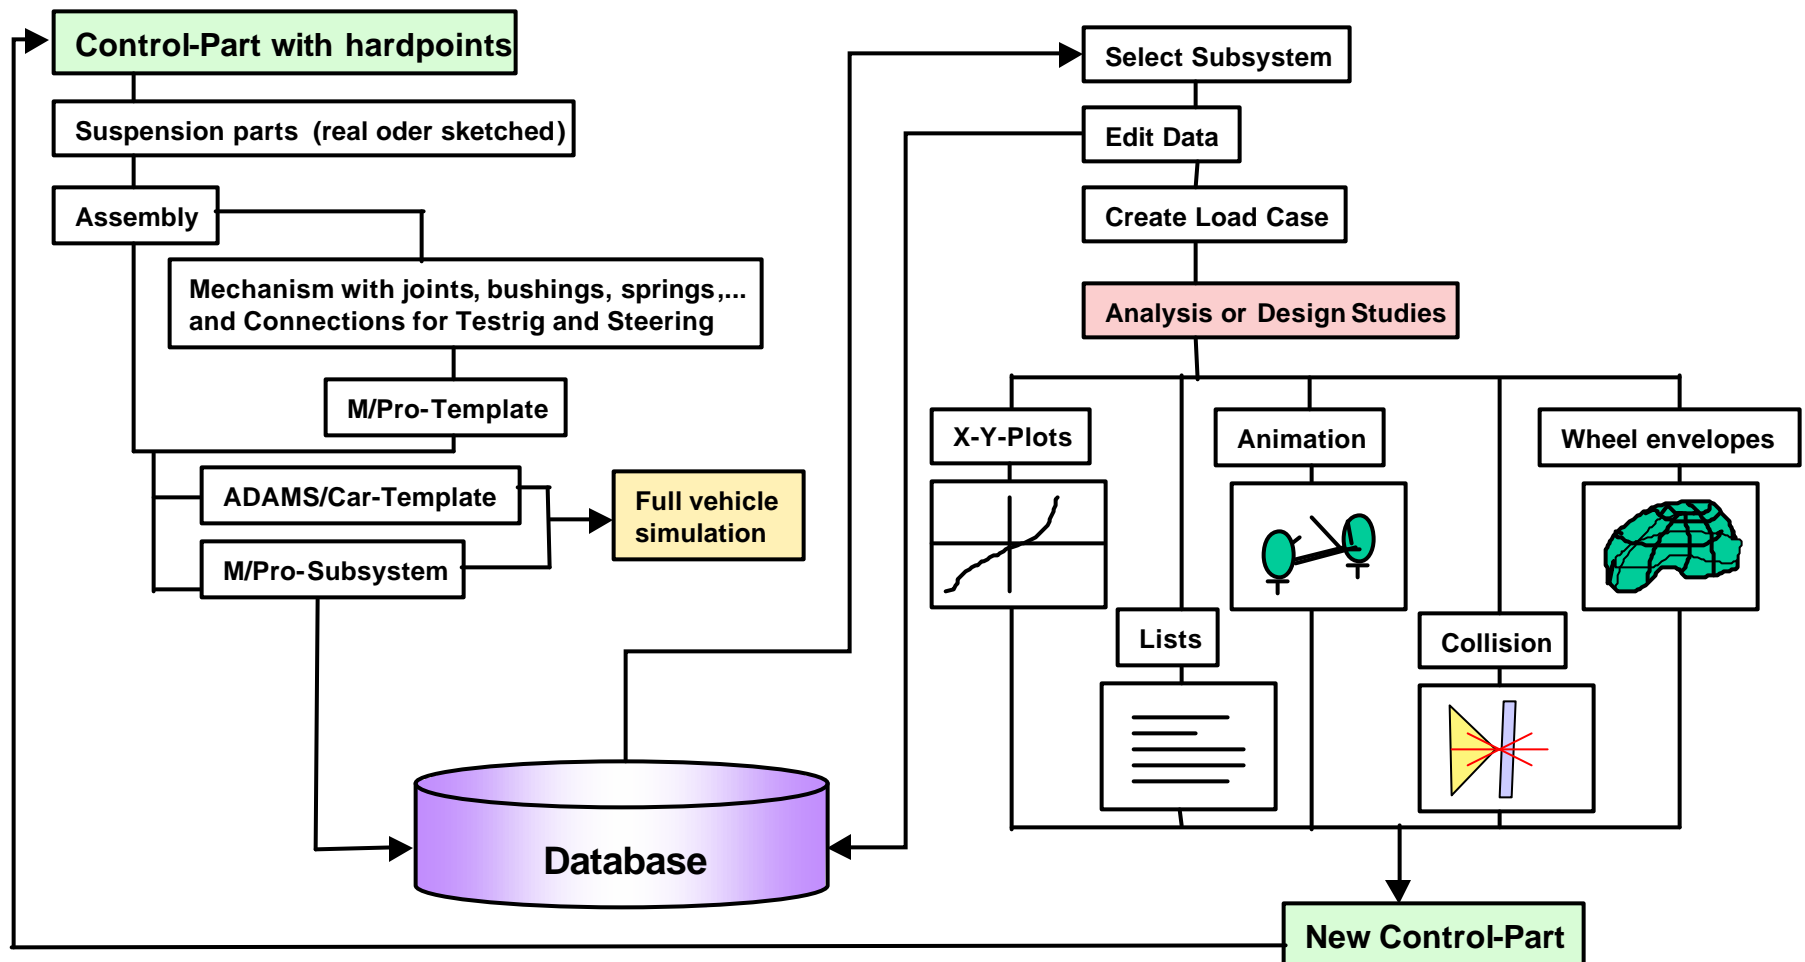 Control-Part with hardpoints
Suspension parts (real oder sketched)
Assembly
Mechanism with joints, bushings, springs,...
and Connections for Testrig and Steering
M/Pro-Template
ADAMS/Car-Template
M/Pro-Subsystem
Full vehicle
simulation
Database
Select Subsystem
Edit Data
Create Load Case
Analysis or Design Studies
X-Y-Plots
Animation
Wheel envelopes
Lists
Collision
New Control-Part